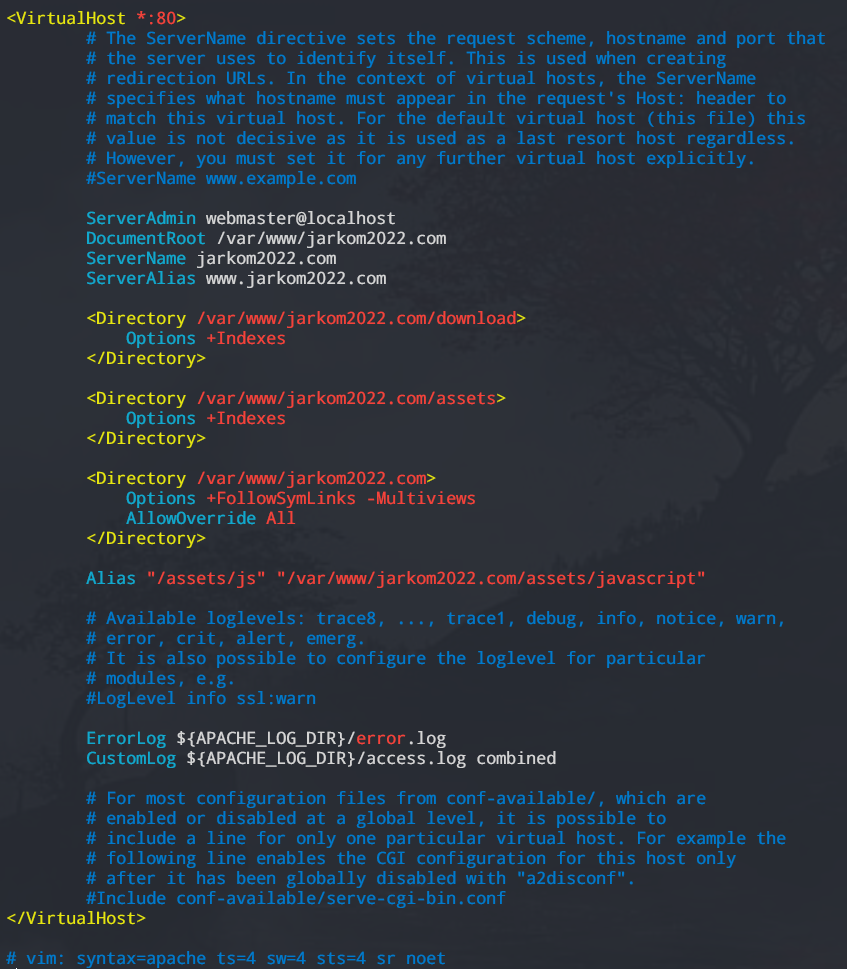 <VirtualHost *:80>
        # The ServerName directive sets the request scheme, hostname and port that
        # the server uses to identify itself. This is used when creating
        # redirection URLs. In the context of virtual hosts, the ServerName
        # specifies what hostname must appear in the request's Host: header to
        # match this virtual host. For the default virtual host (this file) this
        # value is not decisive as it is used as a last resort host regardless.
        # However, you must set it for any further virtual host explicitly.
        #ServerName www.example.com

        ServerAdmin webmaster@localhost
        DocumentRoot /var/www/jarkom2022.com
        ServerName jarkom2022.com
        ServerAlias www.jarkom2022.com

        <Directory /var/www/jarkom2022.com/download>
            Options +Indexes
        </Directory>

        <Directory /var/www/jarkom2022.com/assets>
            Options +Indexes
        </Directory>

        <Directory /var/www/jarkom2022.com>
            Options +FollowSymLinks -Multiviews
            AllowOverride All
        </Directory>

        Alias "/assets/js" "/var/www/jarkom2022.com/assets/javascript"

        # Available loglevels: trace8, ..., trace1, debug, info, notice, warn,
        # error, crit, alert, emerg.
        # It is also possible to configure the loglevel for particular
        # modules, e.g.
        #LogLevel info ssl:warn

        ErrorLog ${APACHE_LOG_DIR}/error.log
        CustomLog ${APACHE_LOG_DIR}/access.log combined

        # For most configuration files from conf-available/, which are
        # enabled or disabled at a global level, it is possible to
        # include a line for only one particular virtual host. For example the
        # following line enables the CGI configuration for this host only
        # after it has been globally disabled with "a2disconf".
        #Include conf-available/serve-cgi-bin.conf
</VirtualHost>

# vim: syntax=apache ts=4 sw=4 sts=4 sr noet